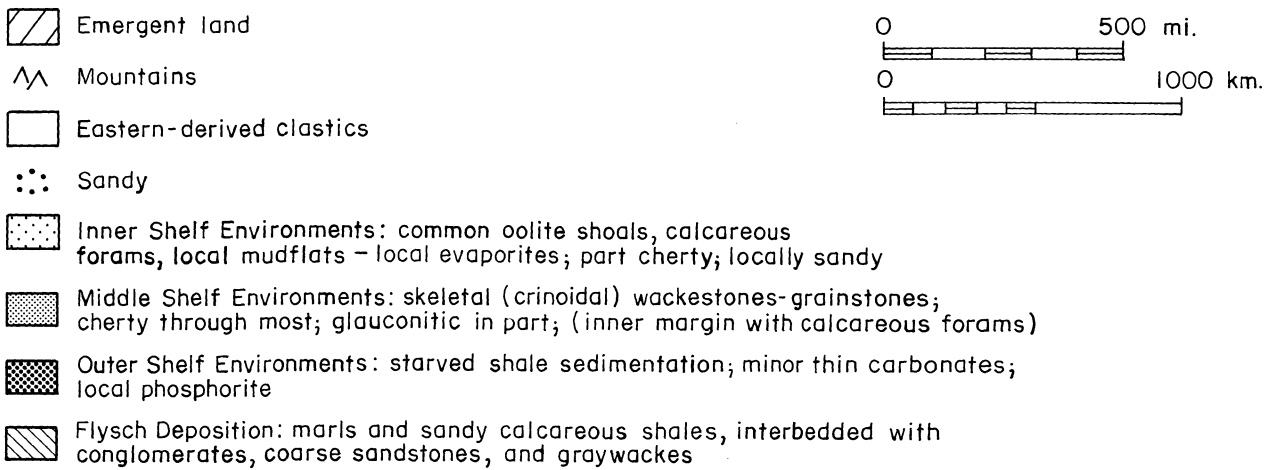 Emergent land
0 500 mi.
Mountains
0 1000 km.
Eastern-derived clastics
Sandy
Inner Shelf Environments: common oolite shoals, calcareous
forams, local mudflats – local evaporites; part cherty; locally sandy
Middle Shelf Environments: skeletal (crinoidal) wackestones-grainstones;
cherty through most; glauconitic in part; (inner margin with calcareous forams)
Outer Shelf Environments: starved shale sedimentation; minor thin carbonates;
local phosphorite
Flysch Deposition: marls and sandy calcareous shales, interbedded with
conglomerates, coarse sandstones, and graywackes